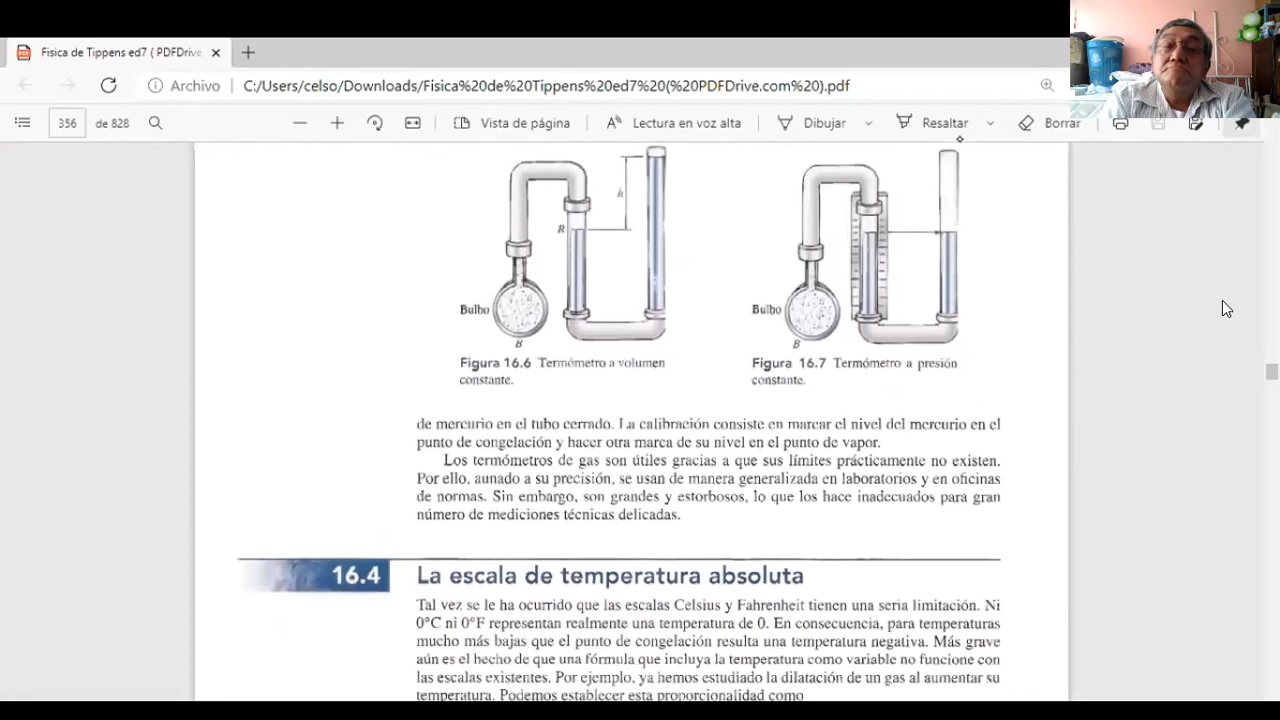 Fisica de Tippens ed7 ( PDFDrive
Archivo
C:/Users/celso/Downloads/Fisica%20de%20Tippens%20ed7%20(%20PDFDrive.com%20).pdf
356 de 828
Vista de página
Lectura en voz alta
Dibujar
Resaltar
Borrar
h
R
Bulbo
B
Bulbo
B
Figura 16.6 Termómetro a volumen
constante.
Figura 16.7 Termómetro a presión
constante.
de mercurio en el tubo cerrado. La calibración consiste en marcar el nivel del mercurio en el
punto de congelación y hacer otra marca de su nivel en el punto de vapor.
Los termómetros de gas son útiles gracias a que sus límites prácticamente no existen.
Por ello, aunado a su precisión, se usan de manera generalizada en laboratorios y en oficinas
de normas. Sin embargo, son grandes y estorbosos, lo que los hace inadecuados para gran
número de mediciones técnicas delicadas.
16.4 La escala de temperatura absoluta
Tal vez se le ha ocurrido que las escalas Celsius y Fahrenheit tienen una seria limitación. Ni
0°C ni 0°F representan realmente una temperatura de 0. En consecuencia, para temperaturas
mucho más bajas que el punto de congelación resulta una temperatura negativa. Más grave
aún es el hecho de que una fórmula que incluya la temperatura como variable no funcione con
las escalas existentes. Por ejemplo, ya hemos estudiado la dilatación de un gas al aumentar su
temperatura. Podemos establecer esta proporcionalidad como